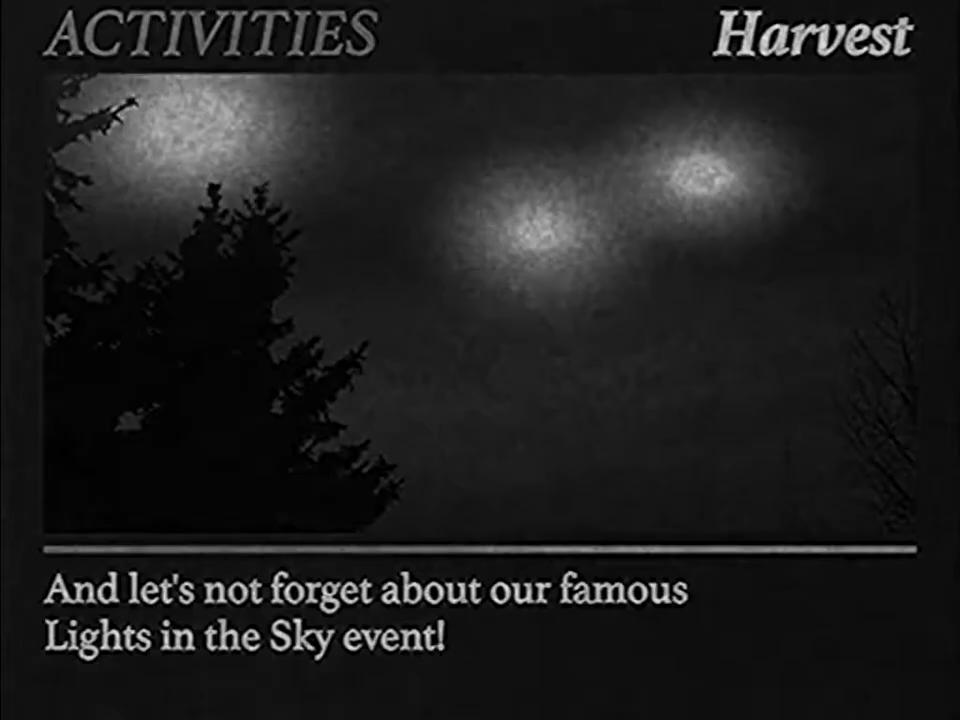 ACTIVITIES
Harvest
And let's not forget about our famous
Lights in the Sky event!